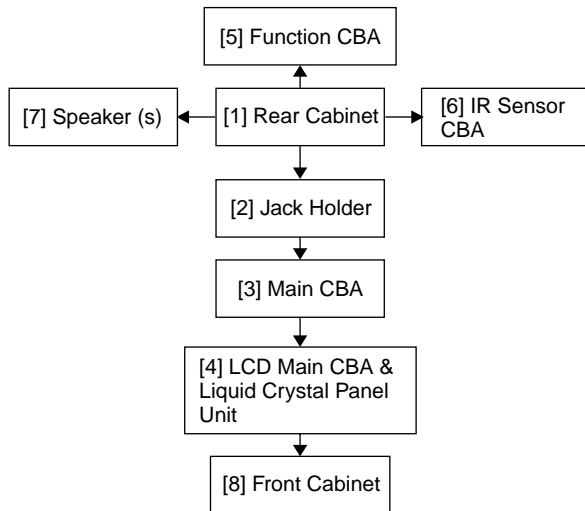 [5] Function CBA
[7] Speaker (s)
[1] Rear Cabinet
[6] IR Sensor
CBA
[2] Jack Holder
[3] Main CBA
[4] LCD Main CBA &
Liquid Crystal Panel
Unit
[8] Front Cabinet